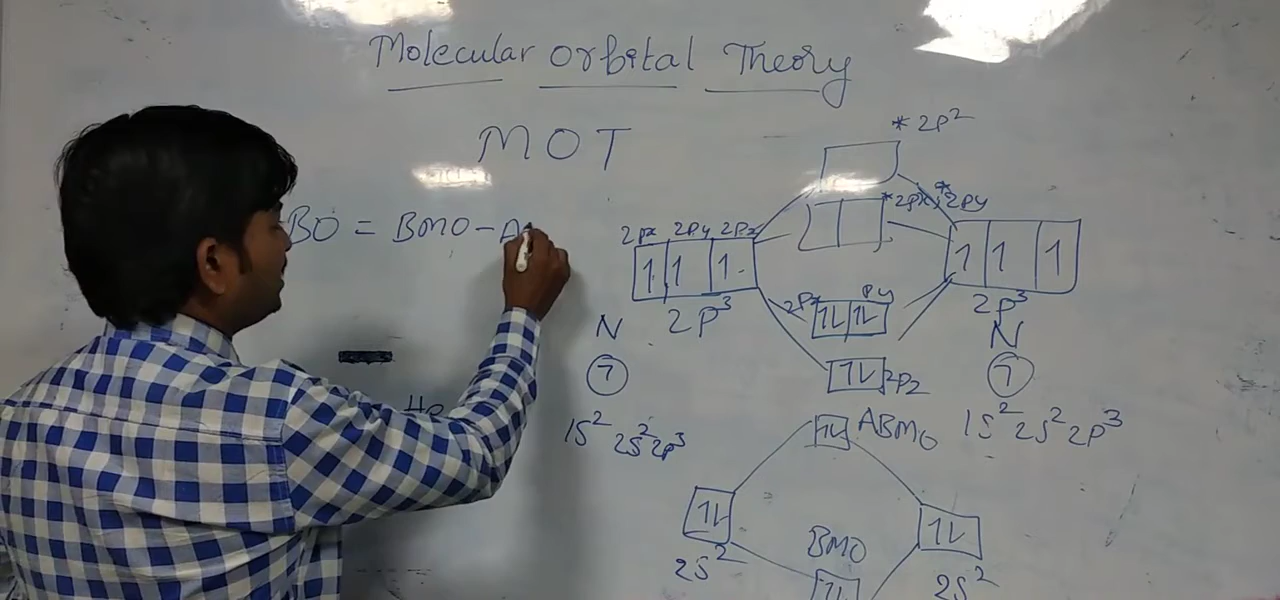 Molecular Orbital Theory
MOT
* 2P²
*2px, *2py
BO = BMO - A
2px 2py 2pz
1 1 1.
1 1 1
2P³
2P³
2Px Py
1L 1L
N
N
1L 2Pz
7
7
He
1S² 2S² 2P³
1L ABMO
1S² 2S² 2P³
1L
1L
BMO
2S²
2S²
1L